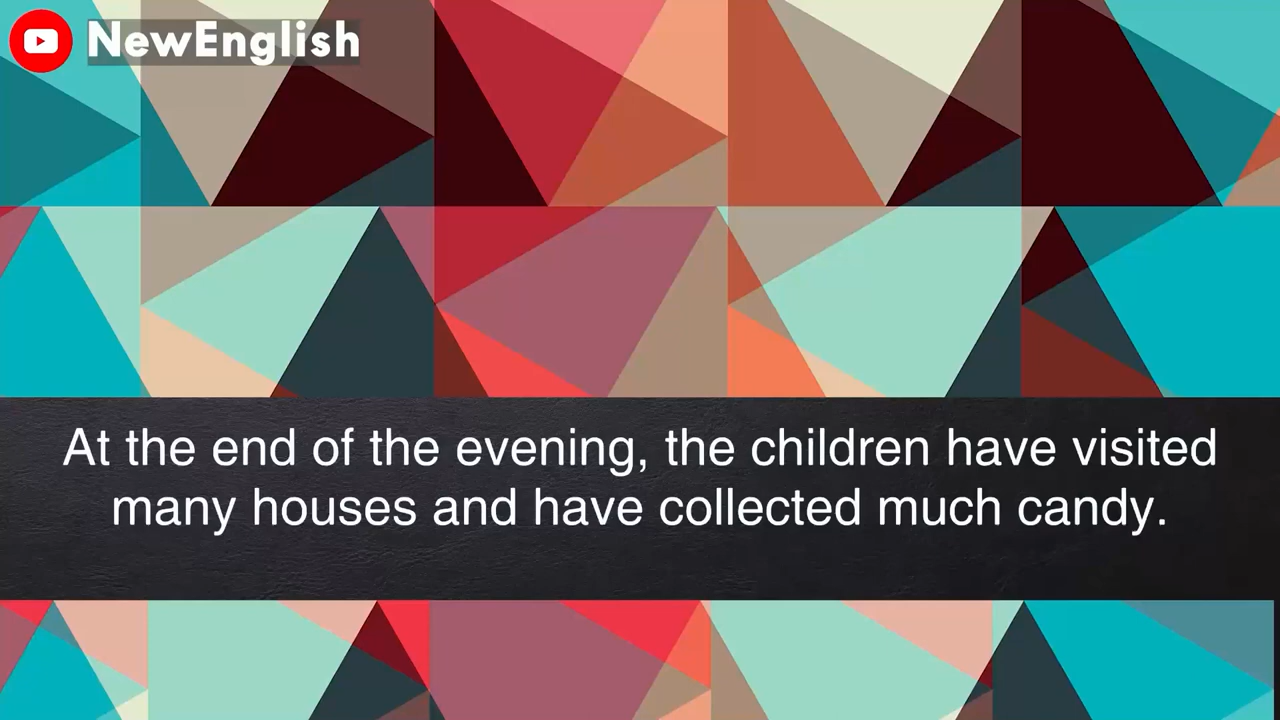 NewEnglish
At the end of the evening, the children have visited
many houses and have collected much candy.